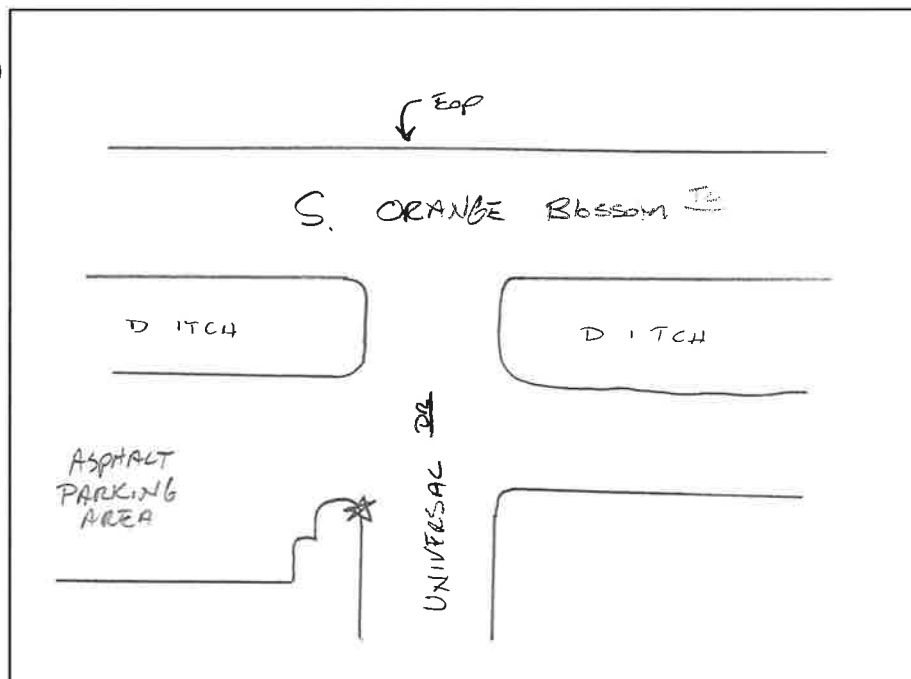 EOP
S. ORANGE Blossom TR
DITCH
DITCH
UNIVERSAL DR
ASPHALT
PARKING
AREA